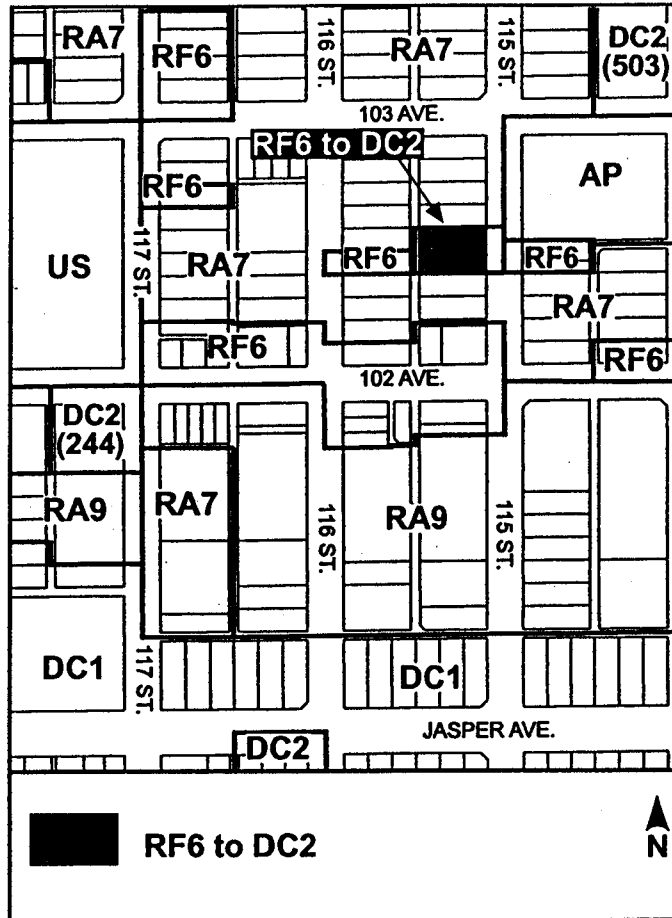 RA7
RF6
116 ST.
RA7
115 ST.
DC2
(503)
103 AVE.
RF6 to DC2
RF6
AP
US
117 ST.
RA7
RF6
RF6
RA7
RF6
RF6
102 AVE.
DC2
(244)
RA9
RA7
116 ST.
RA9
115 ST.
DC1
117 ST.
DC1
JASPER AVE.
DC2
RF6 to DC2
N